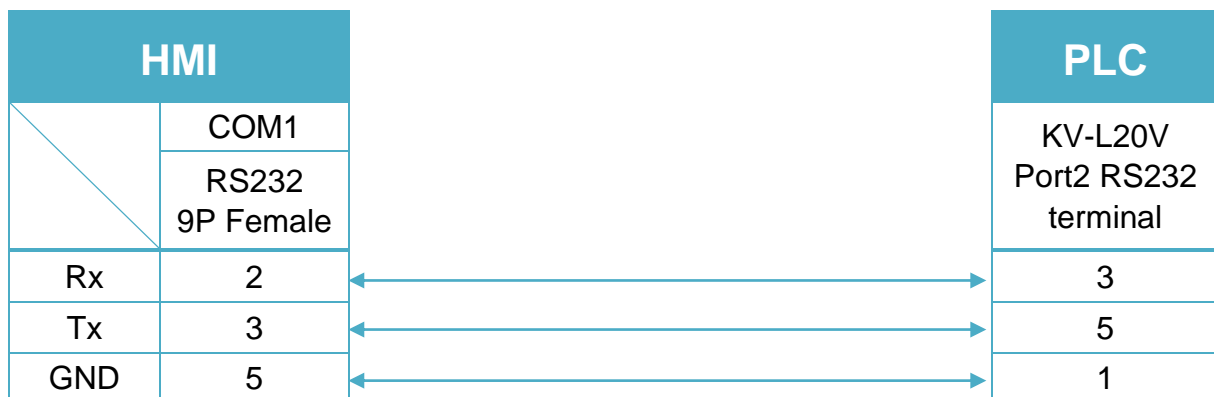 HMI
PLC
COM1
RS232
9P Female
KV-L20V
Port2 RS232
terminal
Rx 2 3
Tx 3 5
GND 5 1